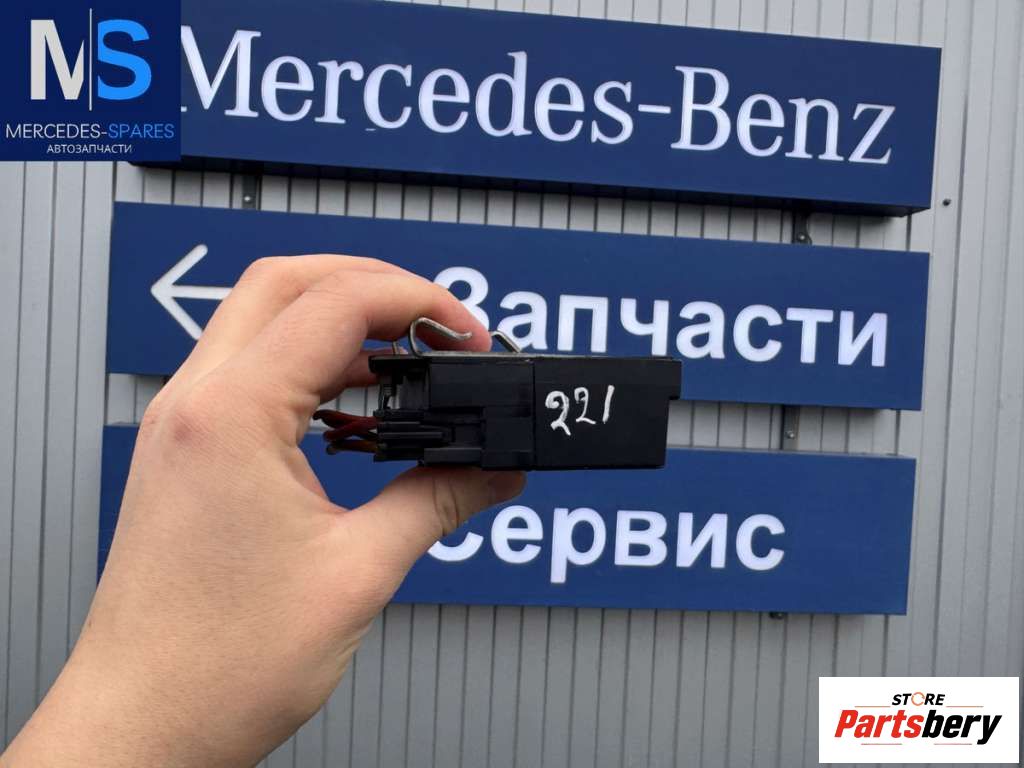 MS
MERCEDES-SPARES
АВТОЗАПЧАСТИ
Mercedes-Benz
Запчасти
221
Сервис
STORE
Partsbery